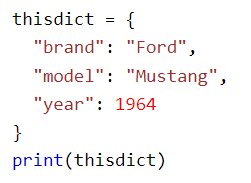 thisdict = {
  "brand": "Ford",
  "model": "Mustang",
  "year": 1964
}
print(thisdict)